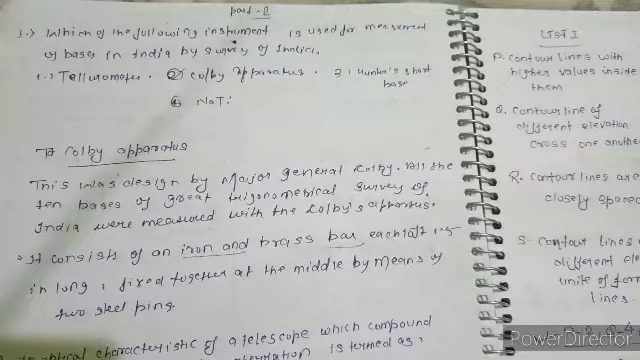 part-2
1.> Which of the following instrument is used for measurement
of bases in India by survey of India.
1.> Tellurometer. 2) Colby apparatus. 3) Hunter's short
base
4) NOT:
Colby apparatus
This was design by Major general Colby. All the
ten bases of great trigonometrical survey of
India were measured with the Colby's apparatus.
It consists of an iron and brass bar, each
in long, fixed together at the middle by means of
two steel pins.
optical characteristic of a telescope which compound
is termed as,
LIST I
P. contour lines with
higher values inside
them
Q. contour line of
different elevation
cross one another
R. contour lines are
closely spaced
S. contour lines
different ele
unite of form
lines.
PowerDirector